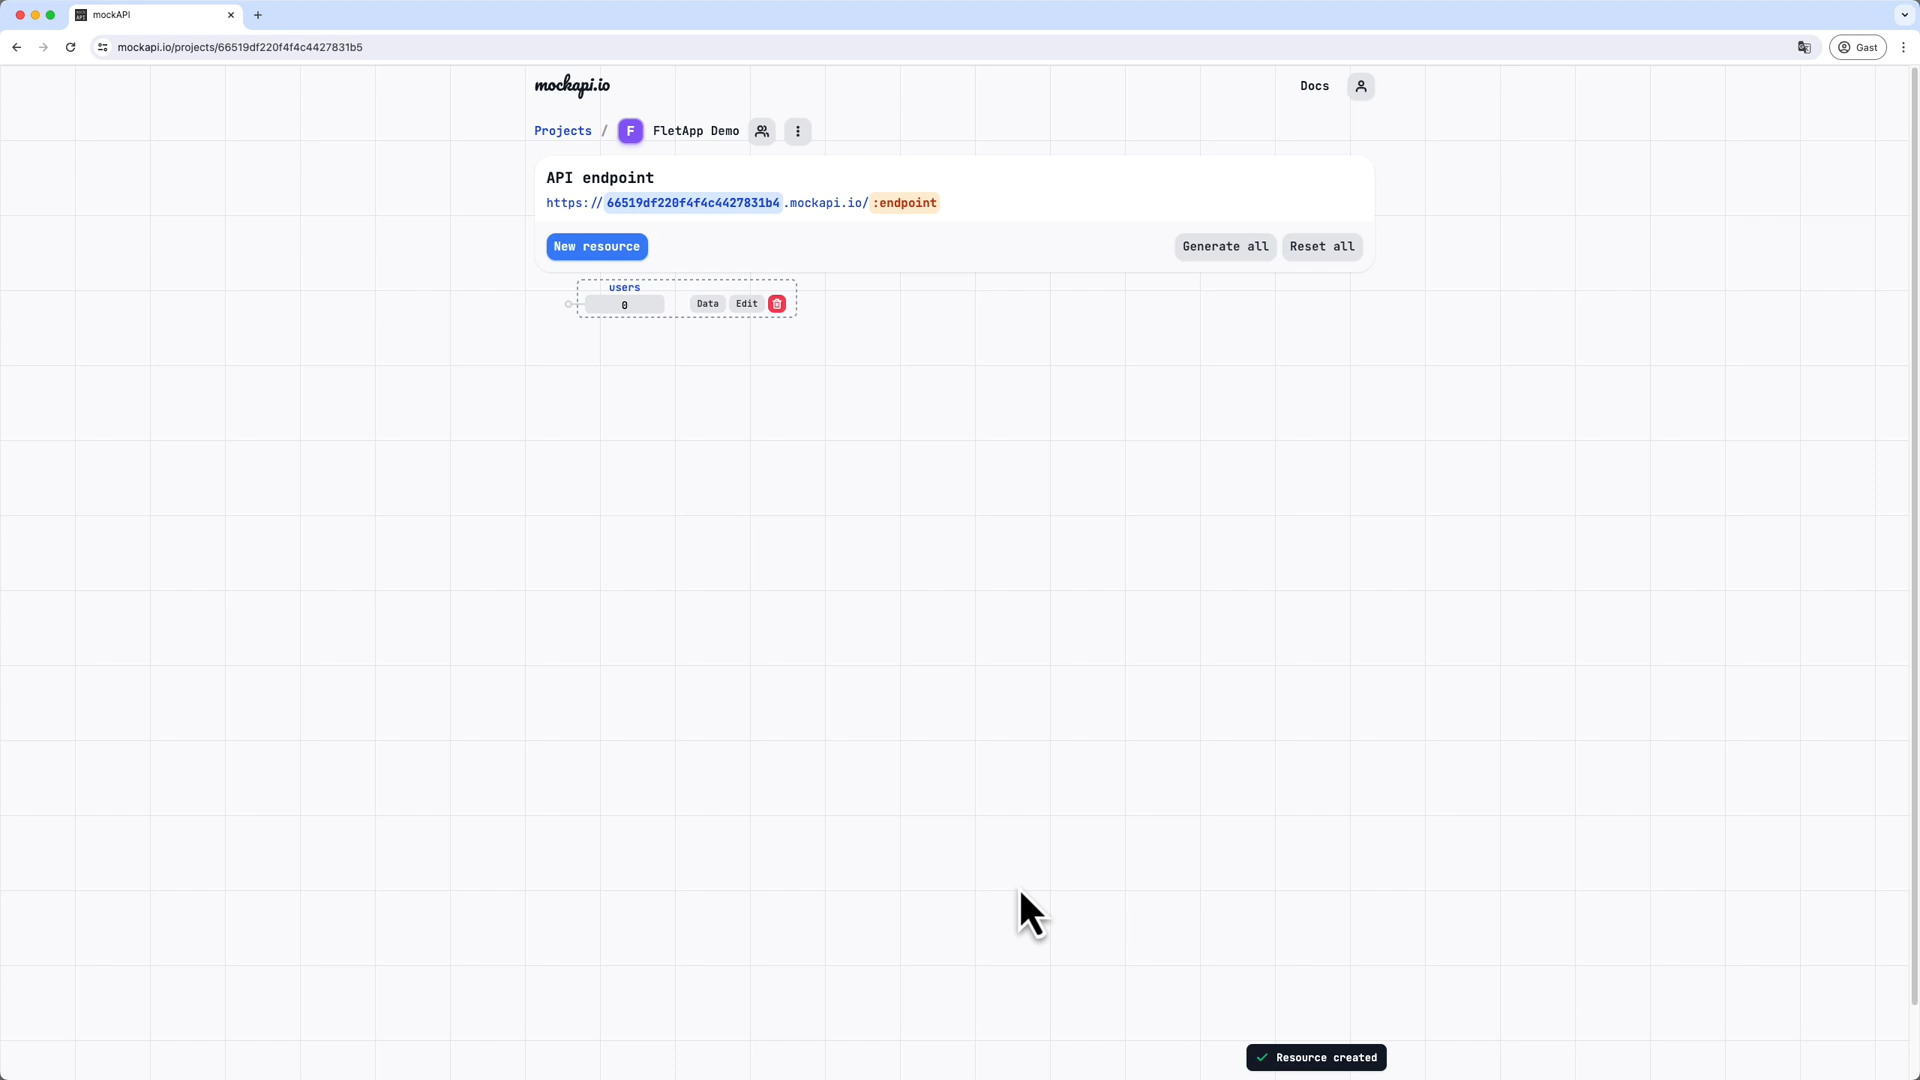 mockAPI
mockapi.io/projects/66519df220f4f4c4427831b5
Gast
mockapi.io
Docs
Projects / F FletApp Demo
API endpoint
https://66519df220f4f4c4427831b4.mockapi.io/:endpoint
New resource
Generate all
Reset all
users
0
Data
Edit
Resource created